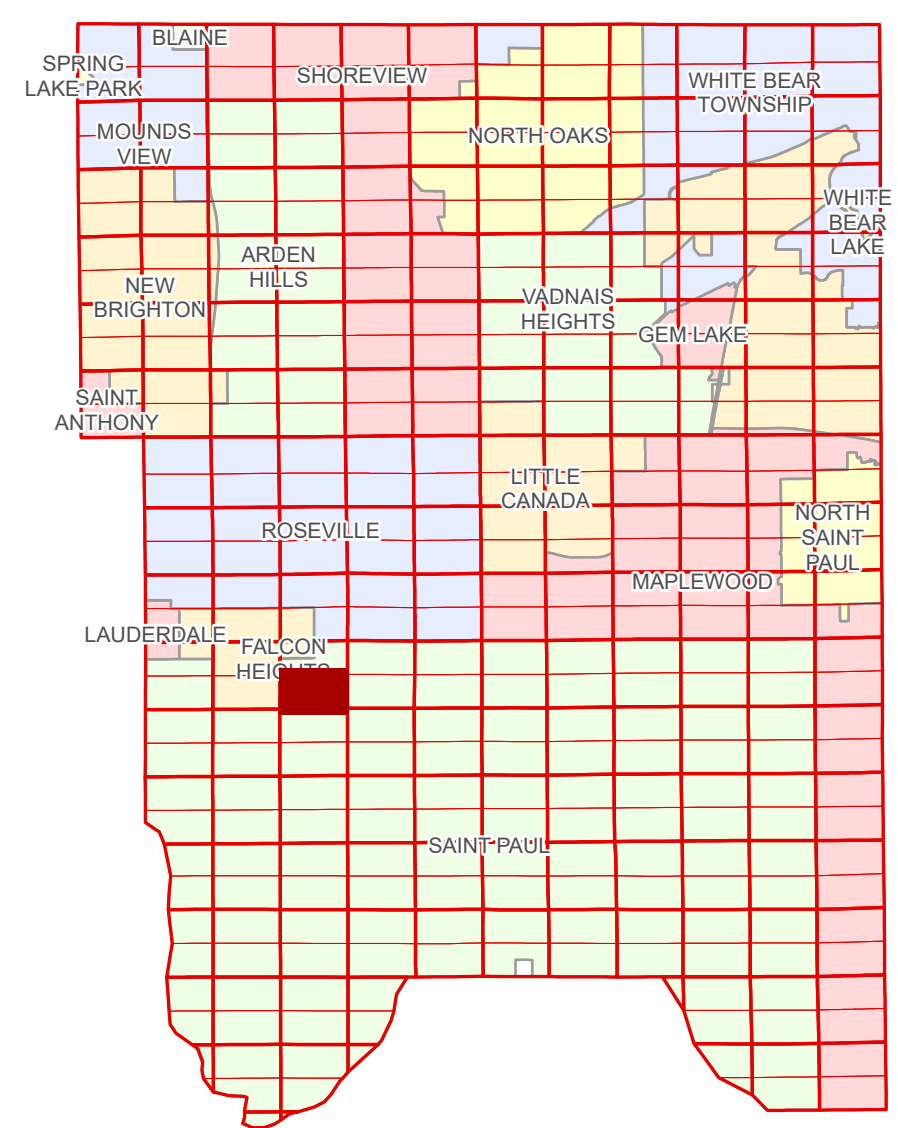 BLAINE
SPRING
LAKE PARK
SHOREVIEW
WHITE BEAR
TOWNSHIP
MOUNDS
VIEW
NORTH OAKS
WHITE
BEAR
LAKE
ARDEN
HILLS
NEW
BRIGHTON
VADNAIS
HEIGHTS
GEM LAKE
SAINT
ANTHONY
LITTLE
CANADA
ROSEVILLE
NORTH
SAINT
PAUL
MAPLEWOOD
LAUDERDALE
FALCON
HEIGHTS
SAINT PAUL